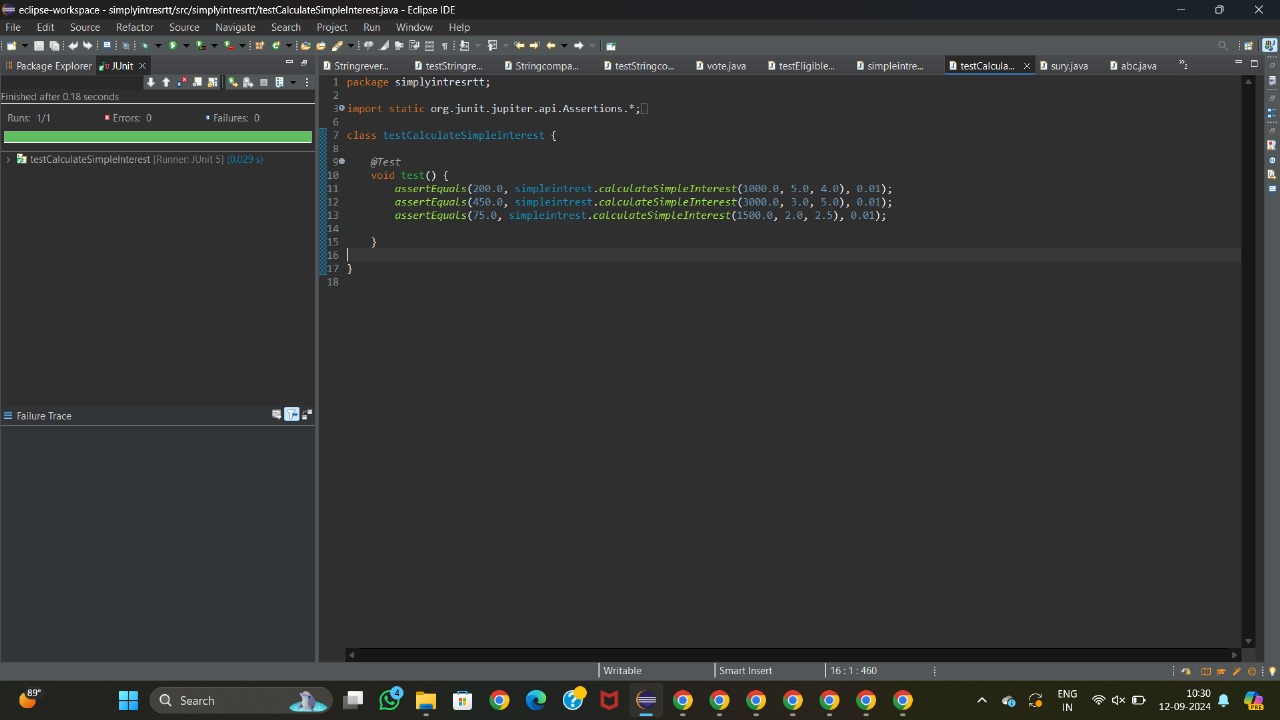 eclipse-workspace - simplyintresrtt/src/simplyintresrtt/testCalculateSimpleInterest.java - Eclipse IDE
File Edit Source Refactor Source Navigate Search Project Run Window Help
Package Explorer JUnit
Stringrever... testStringre... Stringcompa... testStringco... vote.java testEligible... simpleintre... testCalcula... sury.java abc.java
Finished after 0.18 seconds
Runs: 1/1 Errors: 0 Failures: 0
testCalculateSimpleInterest [Runner: JUnit 5] (0.029 s)
Failure Trace
1 package simplyintresrtt;
2
3 import static org.junit.jupiter.api.Assertions.*;
6
7 class testCalculateSimpleInterest {
8
9 @Test
10 void test() {
11 assertEquals(200.0, simpleintrest.calculateSimpleInterest(1000.0, 5.0, 4.0), 0.01);
12 assertEquals(450.0, simpleintrest.calculateSimpleInterest(3000.0, 3.0, 5.0), 0.01);
13 assertEquals(75.0, simpleintrest.calculateSimpleInterest(1500.0, 2.0, 2.5), 0.01);
14
15 }
16
17 }
18
Writable Smart Insert 16 : 1 : 460
89° Search 4 ENG 10:30
IN 12-09-2024 PRE